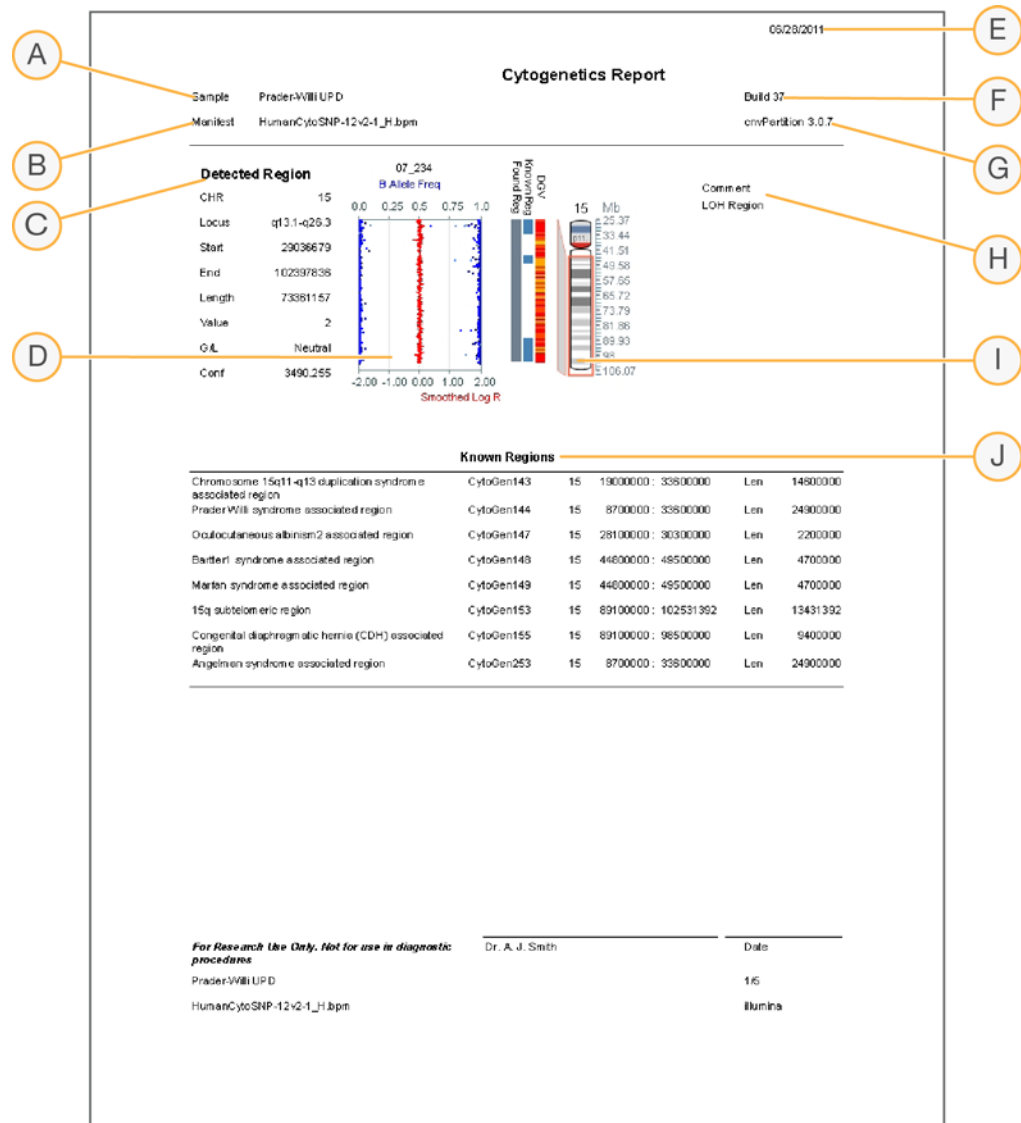 06/28/2011
E
A
Cytogenetics Report
Sample Prader-Willi UPD
Build 37
F
Manifest HumanCytoSNP-12v2-1_H.bpm
cnvPartition 3.0.7
B
G
Detected Region
07_234
B Allele Freq
Found Reg
Known Reg
DGV
Comment
LOH Region
H
C
CHR 15
0.0 0.25 0.5 0.75 1.0
15 Mb
Locus q13.1-q26.3
25.37
33.44
Start 29036679
41.51
End 102397836
49.58
57.65
Length 73361157
65.72
73.79
Value 2
81.86
G/L Neutral
89.93
98
D
I
Conf 3490.255
106.07
-2.00 -1.00 0.00 1.00 2.00
Smoothed Log R
Known Regions
J
Chromosome 15q11-q13 duplication syndrome CytoGen143 15 19000000 : 33600000 Len 14600000
associated region
Prader Willi syndrome associated region CytoGen144 15 8700000 : 33600000 Len 24900000
Oculocutaneous albinism2 associated region CytoGen147 15 28100000 : 30300000 Len 2200000
Bartter1 syndrome associated region CytoGen148 15 44800000 : 49500000 Len 4700000
Marfan syndrome associated region CytoGen149 15 44800000 : 49500000 Len 4700000
15q subtelomeric region CytoGen153 15 89100000 : 102531392 Len 13431392
Congenital diaphragmatic hernia (CDH) associated CytoGen155 15 89100000 : 98500000 Len 9400000
region
Angelman syndrome associated region CytoGen253 15 8700000 : 33600000 Len 24900000
For Research Use Only. Not for use in diagnostic
procedures
Dr. A. J. Smith
Date
Prader-Willi UPD
1/5
HumanCytoSNP-12v2-1_H.bpm
illumina